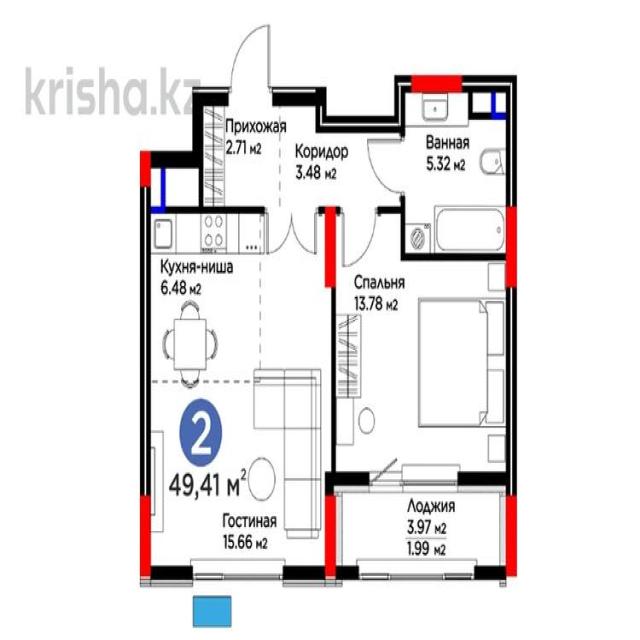 krisha.kz
Прихожая
2.71 м2
Коридор
3.48 м2
Ванная
5.32 м2
Кухня-ниша
6.48 м2
Спальня
13.78 м2
2
49,41 м2
Гостиная
15.66 м2
Лоджия
3.97 м2
1.99 м2